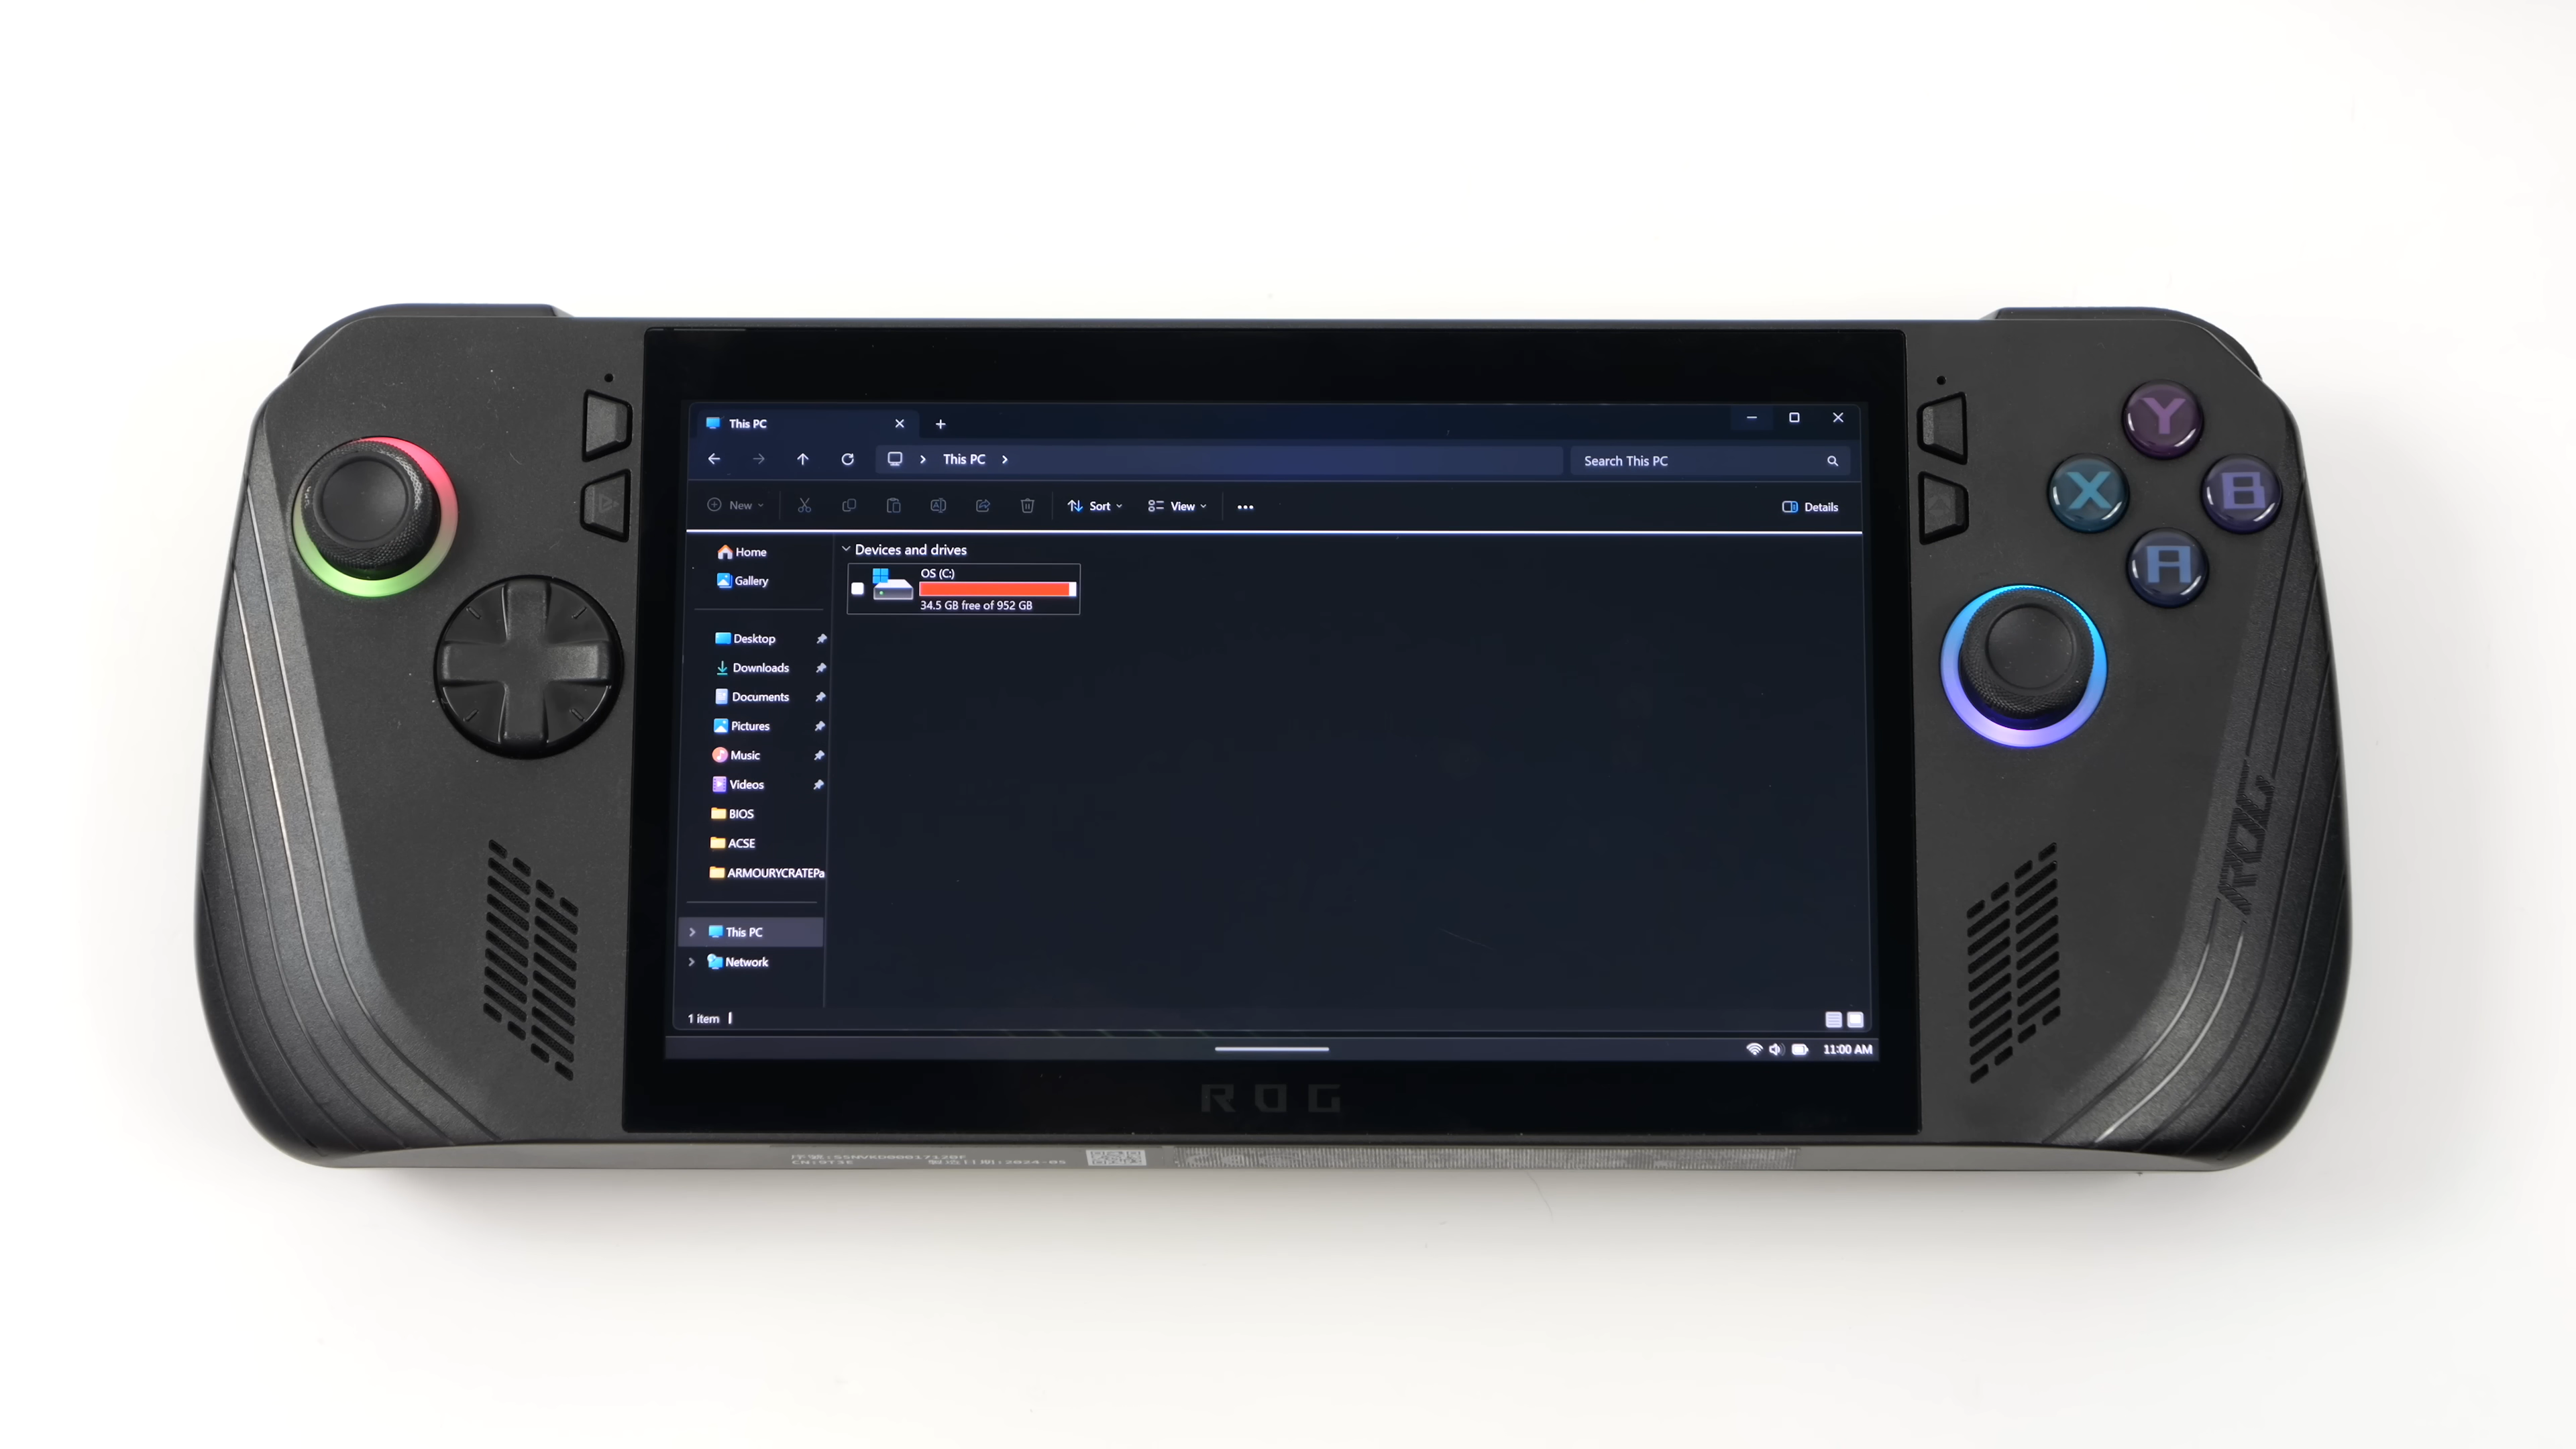 This PC
This PC
Search This PC
New
Sort
View
Details
Home
Gallery
Desktop
Downloads
Documents
Pictures
Music
Videos
BIOS
ACSE
ARMOURYCRATEPa
This PC
Network
Devices and drives
OS (C:)
34.5 GB free of 952 GB
1 item
11:00 AM
ROG
Y
X
B
A
ROG